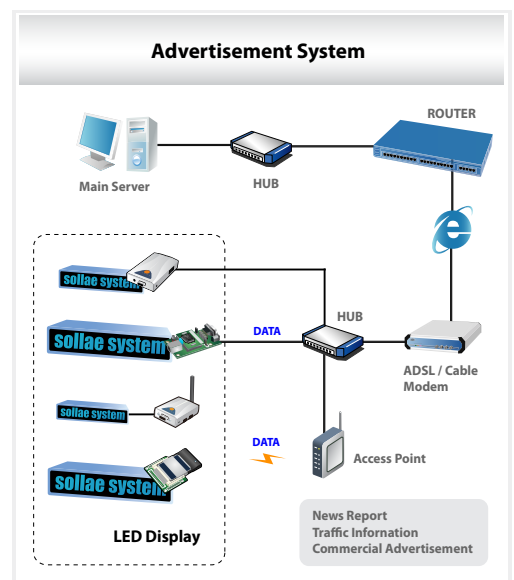 Advertisement System
ROUTER
Main Server
HUB
sollae system
HUB
DATA
sollae system
ADSL / Cable
Modem
sollae system
DATA
Access Point
sollae system
LED Display
News Report
Traffic Infornation
Commercial Advertisement